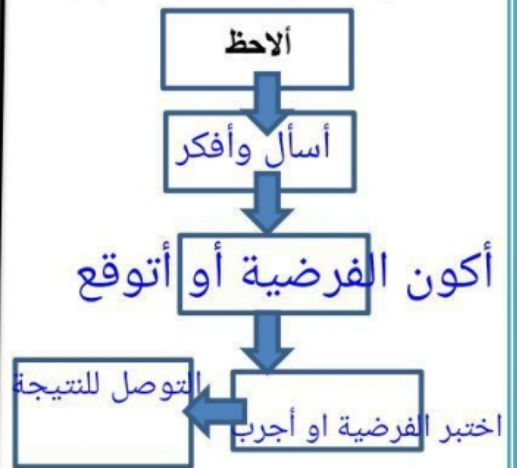 ألاحظ
أسأل وأفكر
أكون الفرضية أو أتوقع
اختبر الفرضية او أجرب
التوصل للنتيجة